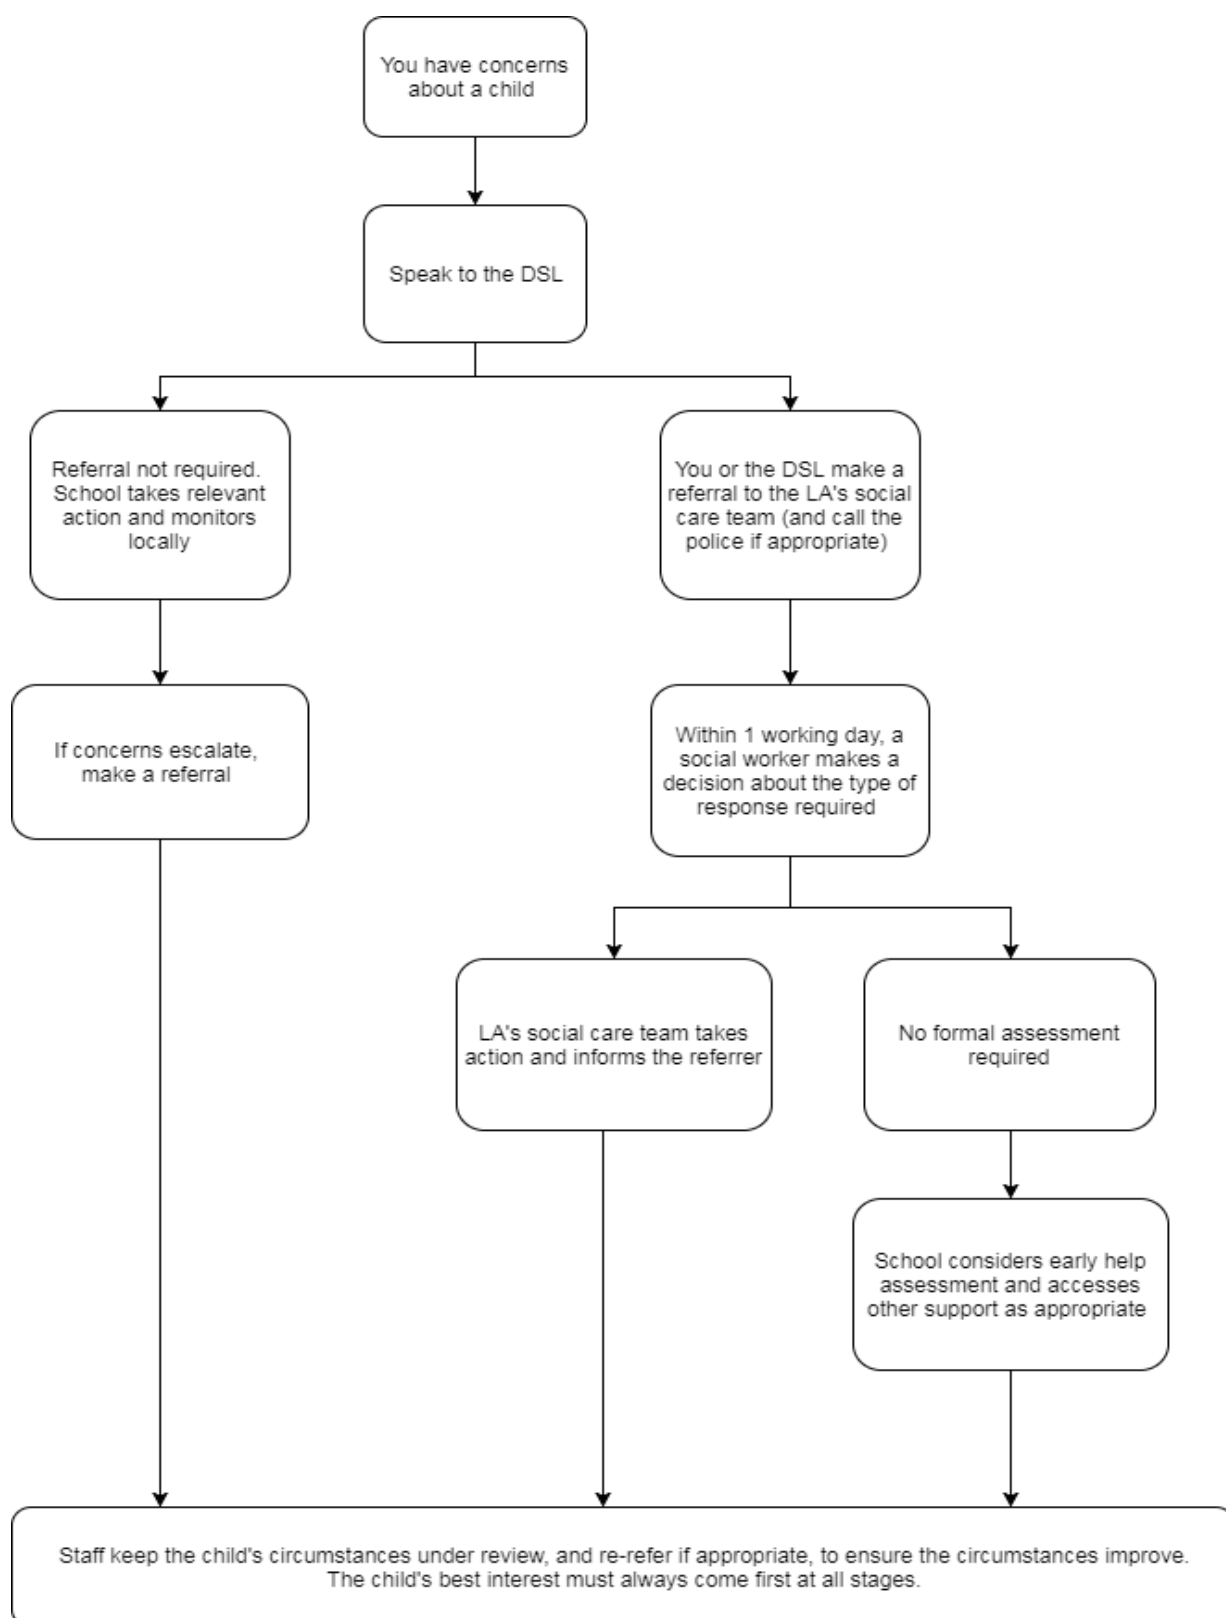 You have concerns
about a child
Speak to the DSL
Referral not required.
School takes relevant
action and monitors
locally
You or the DSL make a
referral to the LA's social
care team (and call the
police if appropriate)
If concerns escalate,
make a referral
Within 1 working day, a
social worker makes a
decision about the type of
response required
LA's social care team takes
action and informs the referrer
No formal assessment
required
School considers early help
assessment and accesses
other support as appropriate
Staff keep the child's circumstances under review, and re-refer if appropriate, to ensure the circumstances improve.
The child's best interest must always come first at all stages.